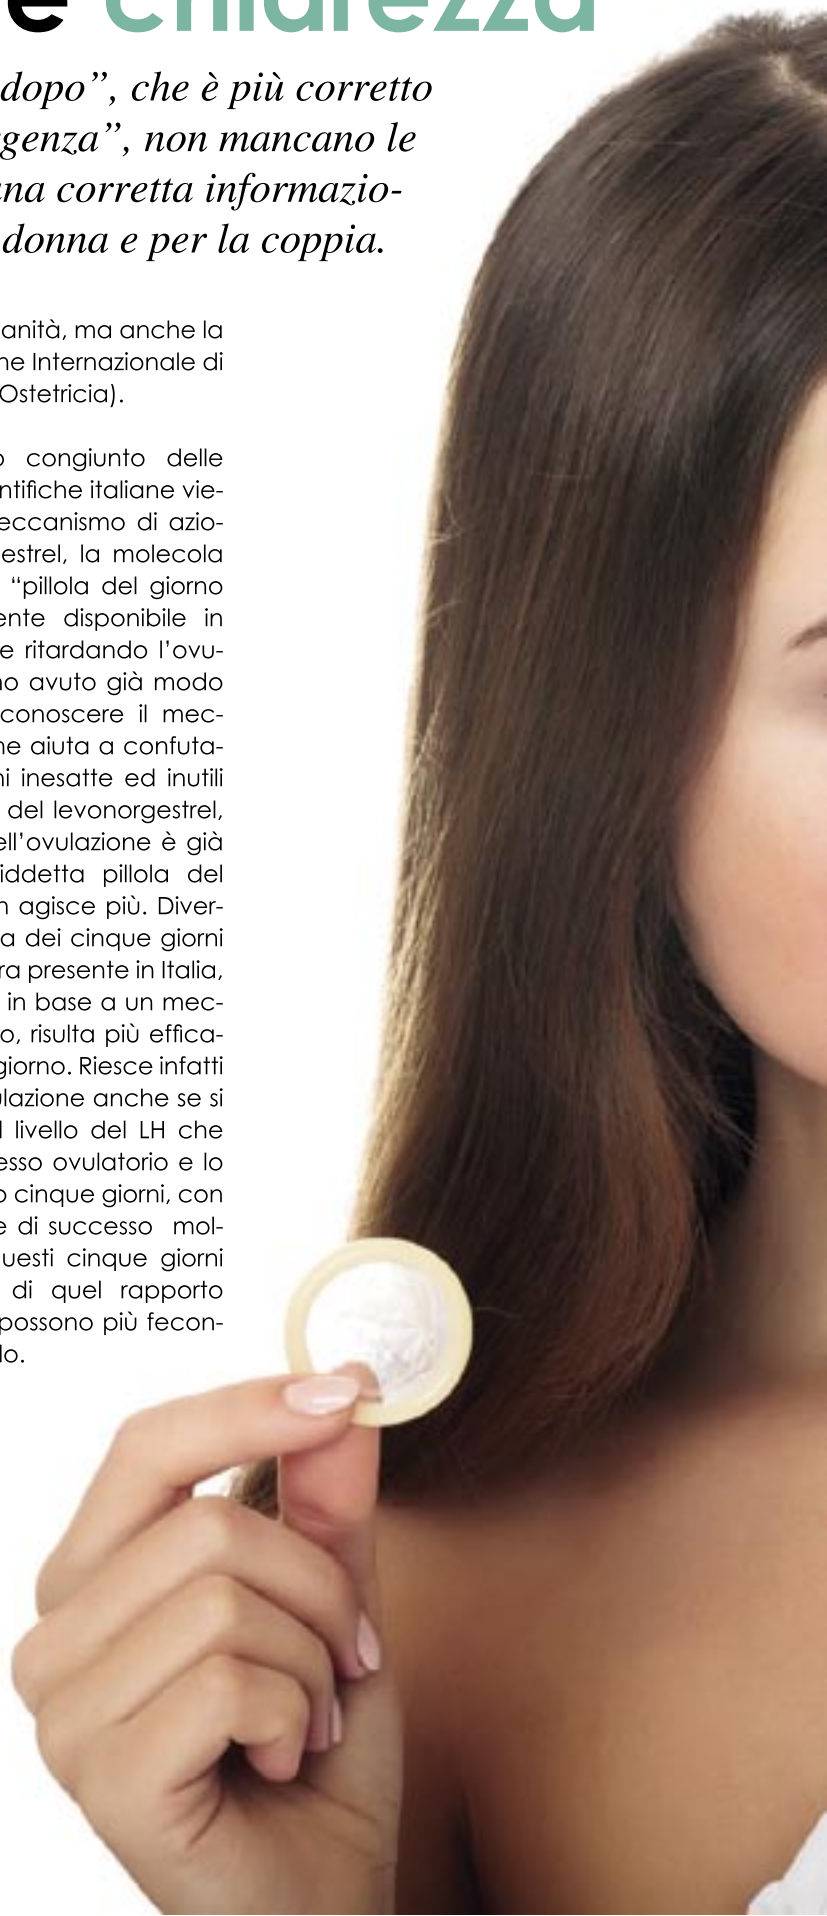 e chiarezza
dopo”, che è più corretto
genza”, non mancano le
na corretta informazio-
donna e per la coppia.
anità, ma anche la
ne Internazionale di
Ostetricia).
o congiunto delle
ntifiche italiane vie-
eccanismo di azio-
estrel, la molecola
“pillola del giorno
ente disponibile in
e ritardando l’ovu-
no avuto già modo
conoscere il mec-
he aiuta a confuta-
ni inesatte ed inutili
del levonorgestrel,
ell’ovulazione è già
iddetta pillola del
n agisce più. Diver-
a dei cinque giorni
ra presente in Italia,
in base a un mec-
o, risulta più effica-
giorno. Riesce infatti
ulazione anche se si
l livello del LH che
esso ovulatorio e lo
o cinque giorni, con
e di successo mol-
uesti cinque giorni
di quel rapporto
possono più fecon-
lo.